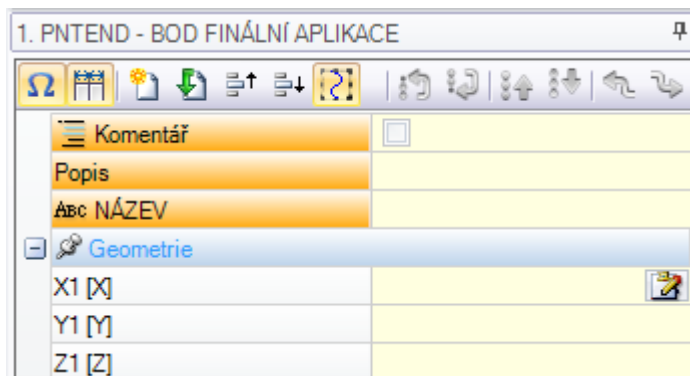 1. PNTEND - BOD FINÁLNÍ APLIKACE
Ω
Komentář
Popis
ABC NÁZEV
Geometrie
X1 [X]
Y1 [Y]
Z1 [Z]